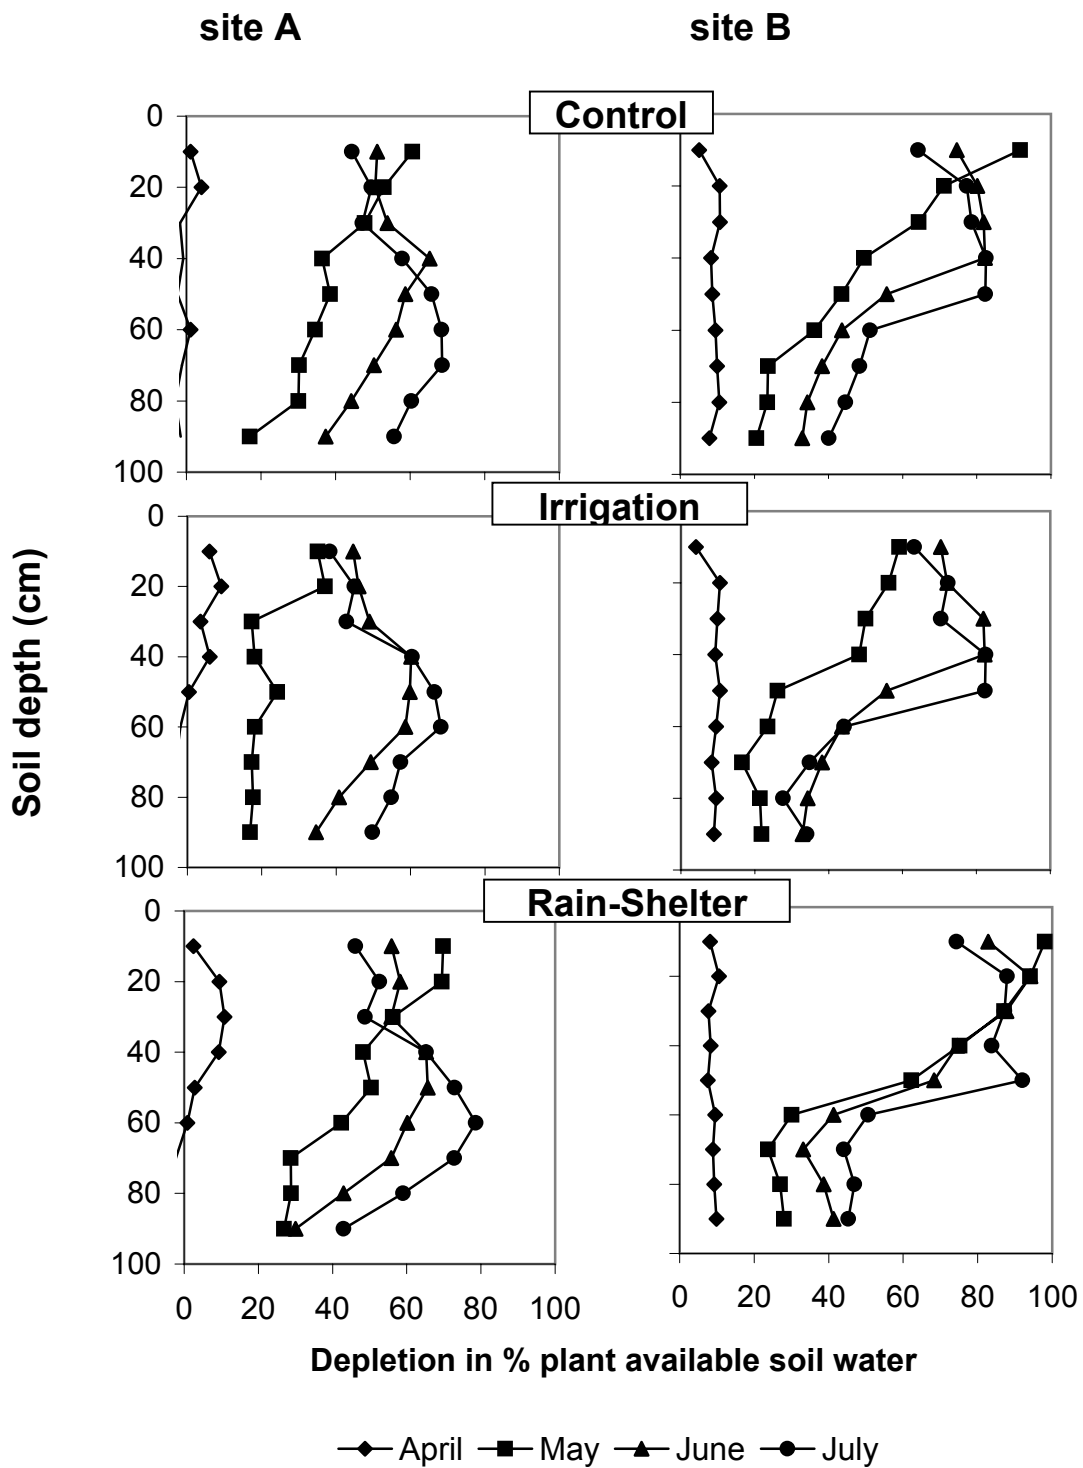 site A site B
Control
0
20
40
60
80
100
Irrigation
0
20
40
60
80
100
Soil depth (cm)
Rain-Shelter
0
20
40
60
80
100
0 20 40 60 80 100 0 20 40 60 80 100
Depletion in % plant available soil water
April May June July